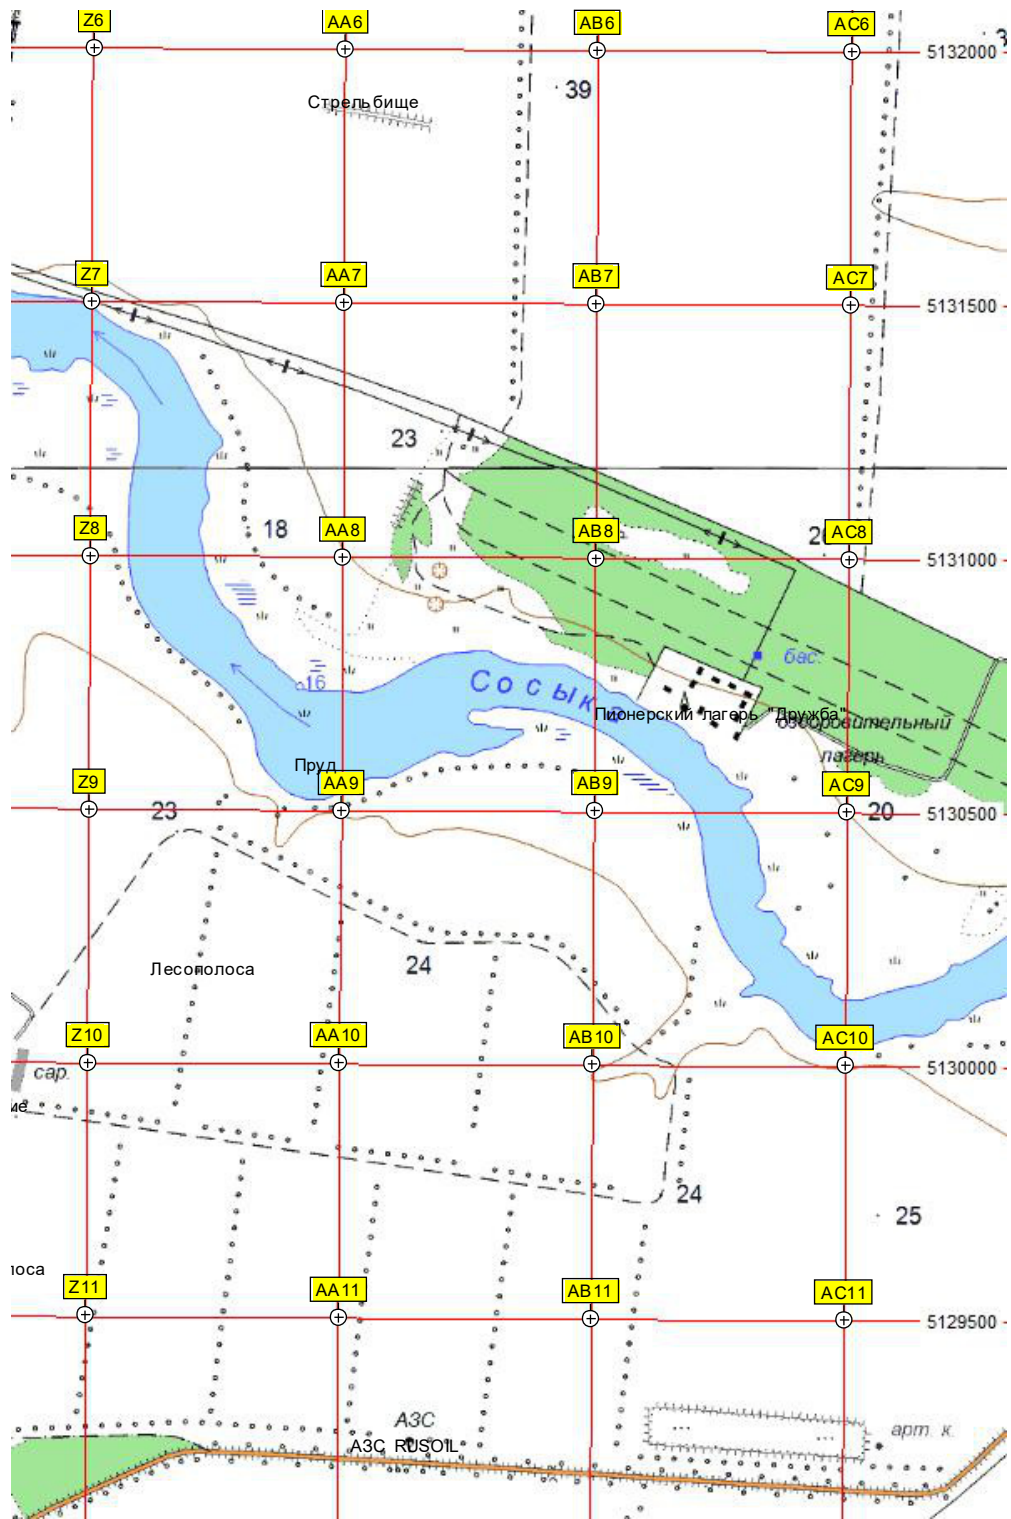 Z6
AA6
AB6
AC6
5132000
39
Стрельбище
Z7
AA7
AB7
AC7
5131500
23
18
Z8
AA8
AB8
AC8
5131000
бас.
16
Сосыка
Пионерский лагерь "Дружба"
оздоровительный
лагерь
Пруд
Z9
AA9
AB9
AC9
23
20
5130500
Лесополоса
24
Z10
AA10
AB10
AC10
сар.
5130000
24
25
Z11
AA11
AB11
AC11
5129500
АЗС
АЗС RUSOIL
арт. к.